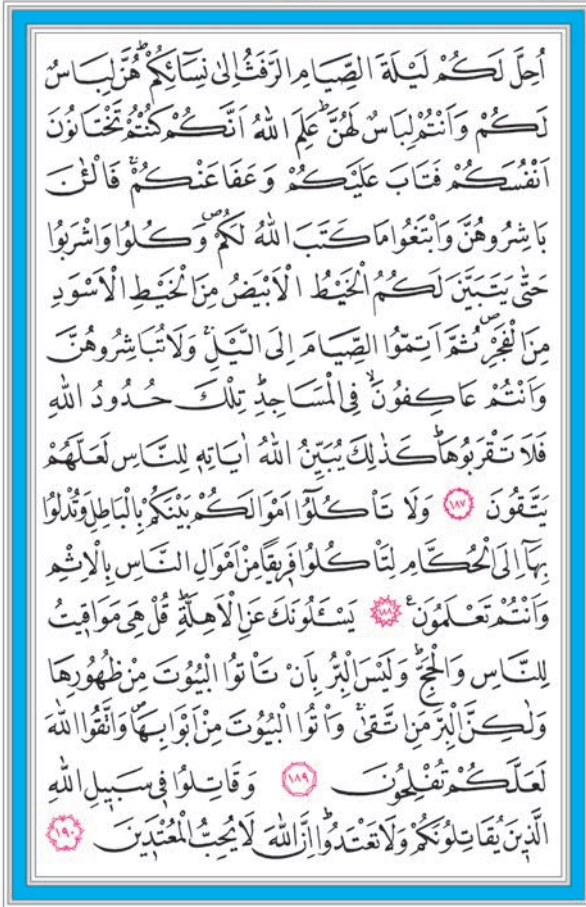 اُحِلَّ لَكُمْ لَيْلَةَ الصِّيَامِ الرَّفَثُ اِلٰى نِسَٓائِكُمْۜ هُنَّ لِبَاسٌ
لَكُمْ وَاَنْتُمْ لِبَاسٌ لَهُنَّۜ عَلِمَ اللّٰهُ اَنَّكُمْ كُنْتُمْ تَخْتَانُونَ
اَنْفُسَكُمْ فَتَابَ عَلَيْكُمْ وَعَفَا عَنْكُمْۚ فَالْـٰٔنَ
بَاشِرُوهُنَّ وَابْتَغُوا مَا كَتَبَ اللّٰهُ لَكُمْۖ وَكُلُوا وَاشْرَبُوا
حَتّٰى يَتَبَيَّنَ لَكُمُ الْخَيْطُ الْاَبْيَضُ مِنَ الْخَيْطِ الْاَسْوَدِ
مِنَ الْفَجْرِۖ ثُمَّ اَتِمُّوا الصِّيَامَ اِلَى الَّيْلِۚ وَلَا تُبَاشِرُوهُنَّ
وَاَنْتُمْ عَاكِفُونَۙ فِي الْمَسَاجِدِۜ تِلْكَ حُدُودُ اللّٰهِ
فَلَا تَقْرَبُوهَاۜ كَذٰلِكَ يُبَيِّنُ اللّٰهُ اٰيَاتِه۪ لِلنَّاسِ لَعَلَّهُمْ
يَتَّقُونَ ﴿١٨٧﴾ وَلَا تَأْكُلُٓوا اَمْوَالَكُمْ بَيْنَكُمْ بِالْبَاطِلِ وَتُدْلُوا
بِهَٓا اِلَى الْحُكَّامِ لِتَأْكُلُوا فَر۪يقًا مِنْ اَمْوَالِ النَّاسِ بِالْاِثْمِ
وَاَنْتُمْ تَعْلَمُونَ۟ ﴿١٨٨﴾ يَسْـَٔلُونَكَ عَنِ الْاَهِلَّةِۜ قُلْ هِيَ مَوَاق۪يتُ
لِلنَّاسِ وَالْحَجِّۜ وَلَيْسَ الْبِرُّ بِاَنْ تَأْتُوا الْبُيُوتَ مِنْ ظُهُورِهَا
وَلٰكِنَّ الْبِرَّ مَنِ اتَّقٰىۚ وَأْتُوا الْبُيُوتَ مِنْ اَبْوَابِهَاۖ وَاتَّقُوا اللّٰهَ
لَعَلَّكُمْ تُفْلِحُونَ ﴿١٨٩﴾ وَقَاتِلُوا ف۪ي سَب۪يلِ اللّٰهِ
الَّذ۪ينَ يُقَاتِلُونَكُمْ وَلَا تَعْتَدُواۜ اِنَّ اللّٰهَ لَا يُحِبُّ الْمُعْتَد۪ينَ ﴿١٩٠﴾